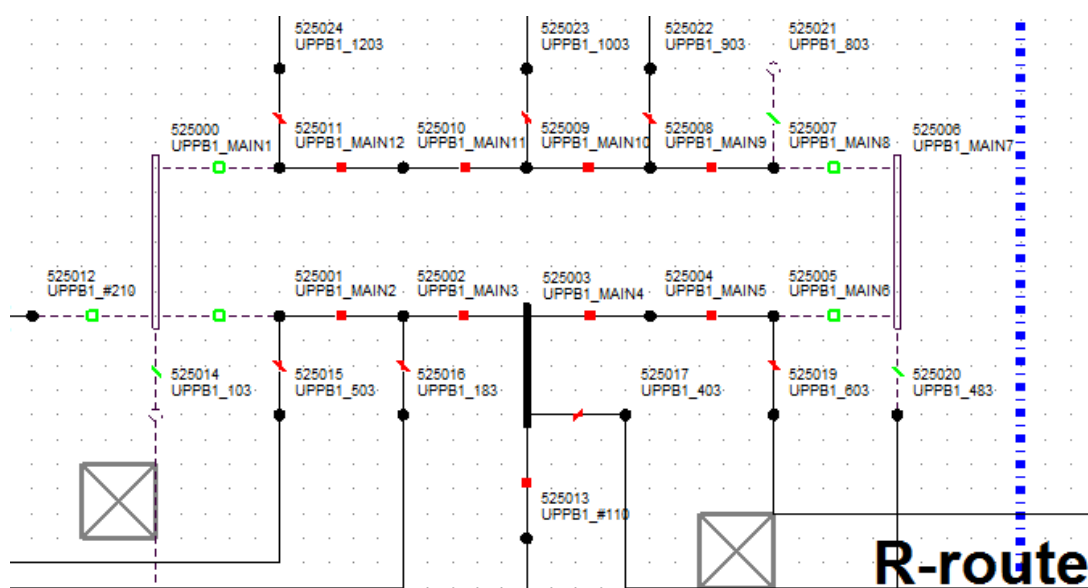 525024
UPPB1_1203
525023
UPPB1_1003
525022
UPPB1_903
525021
UPPB1_803
525000
UPPB1_MAIN1
525011
UPPB1_MAIN12
525010
UPPB1_MAIN11
525009
UPPB1_MAIN10
525008
UPPB1_MAIN9
525007
UPPB1_MAIN8
525006
UPPB1_MAIN7
525012
UPPB1_#210
525001
UPPB1_MAIN2
525002
UPPB1_MAIN3
525003
UPPB1_MAIN4
525004
UPPB1_MAIN5
525005
UPPB1_MAIN6
525014
UPPB1_103
525015
UPPB1_503
525016
UPPB1_183
525017
UPPB1_403
525019
UPPB1_603
525020
UPPB1_483
525013
UPPB1_#110
R-route